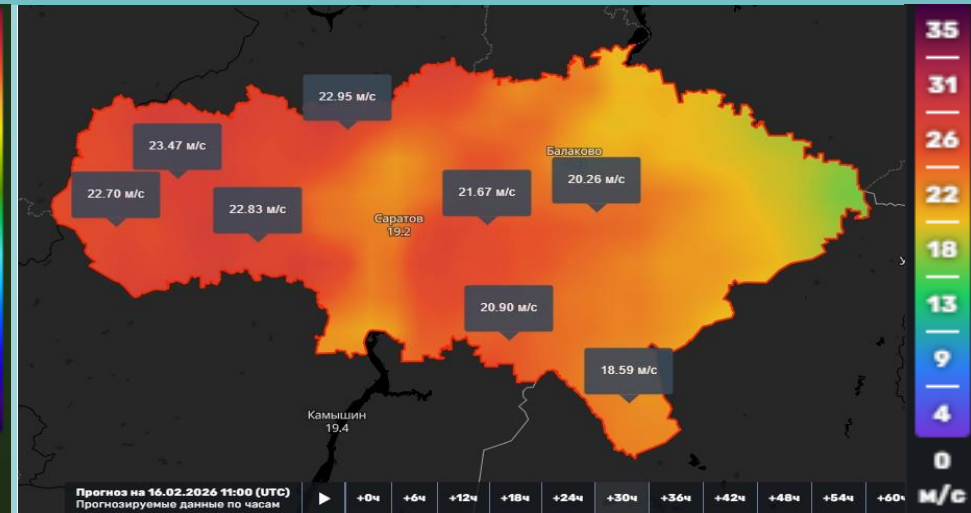 22.95 м/с
23.47 м/с
22.70 м/с
22.83 м/с
Балаково
20.26 м/с
21.67 м/с
Саратов
19.2
20.90 м/с
18.59 м/с
Камышин
19.4
Прогноз на 16.02.2026 11:00 (UTC)
Прогнозируемые данные по часам
+0ч +6ч +12ч +18ч +24ч +30ч +36ч +42ч +48ч +54ч +60ч
35
31
26
22
18
13
9
4
0
м/с